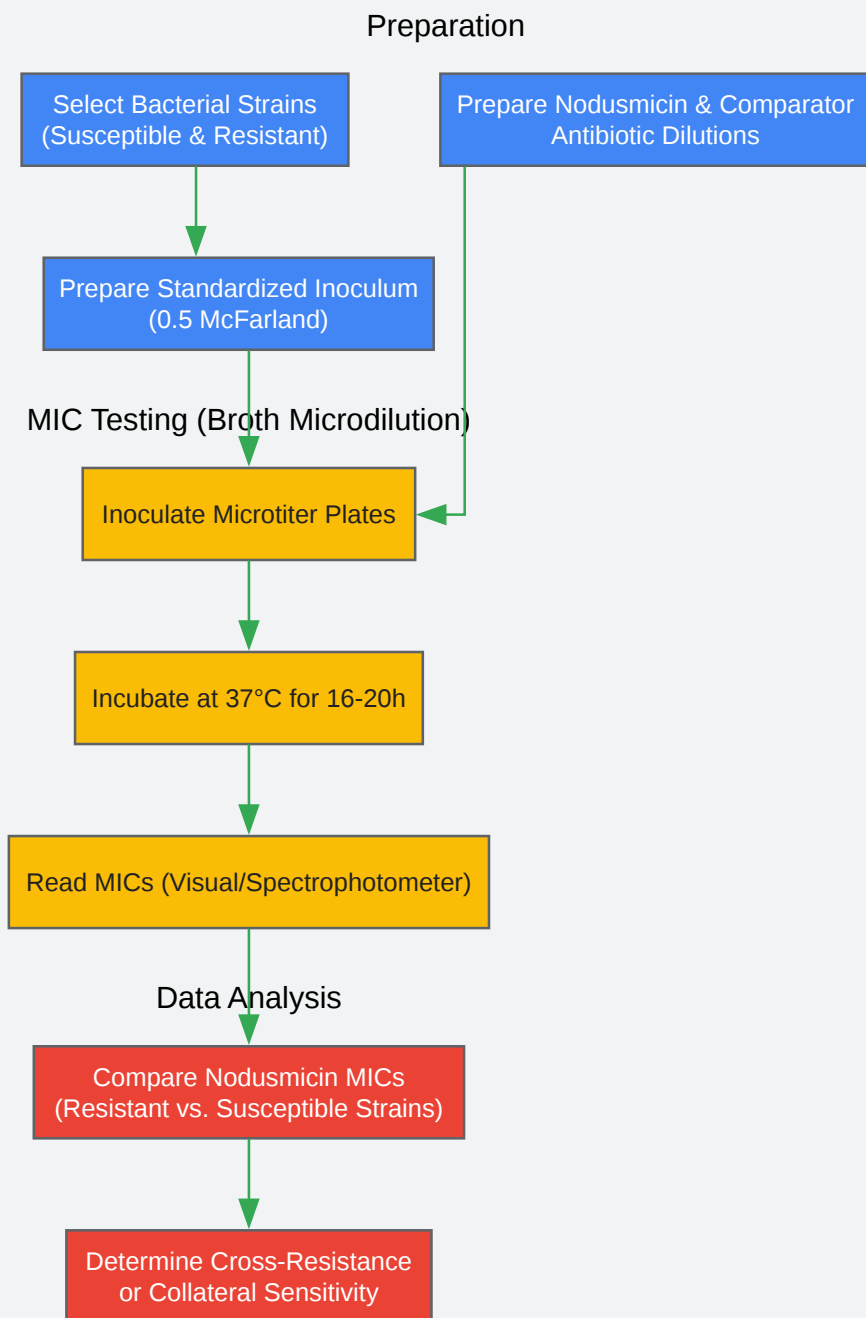 Preparation
Select Bacterial Strains
(Susceptible & Resistant)
Prepare Nodusmicin & Comparator
Antibiotic Dilutions
Prepare Standardized Inoculum
(0.5 McFarland)
MIC Testing (Broth Microdilution)
Inoculate Microtiter Plates
Incubate at 37°C for 16-20h
Read MICs (Visual/Spectrophotometer)
Data Analysis
Compare Nodusmicin MICs
(Resistant vs. Susceptible Strains)
Determine Cross-Resistance
or Collateral Sensitivity